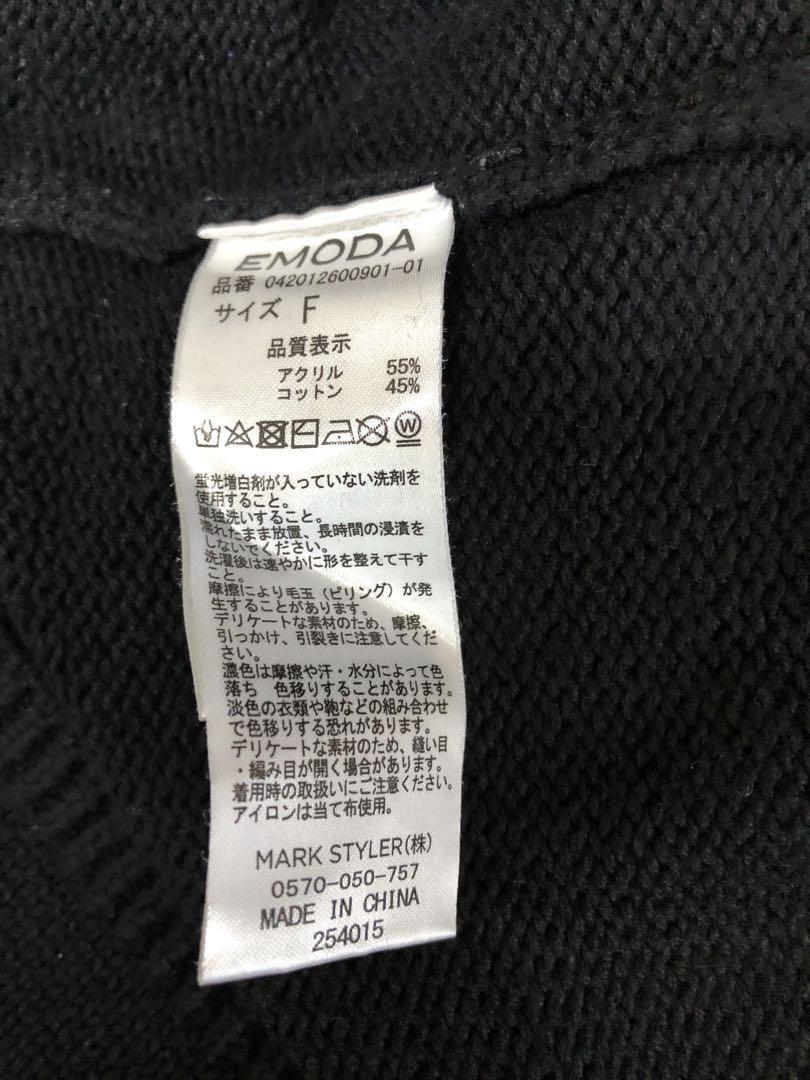 EMODA
品番 042012600901-01
サイズ F
品質表示
アクリル 55%
コットン 45%
W
蛍光増白剤が入っていない洗剤を
使用すること。
単独洗いすること。
濡れたまま放置、長時間の浸漬を
しないでください。
洗濯後は速やかに形を整えて干す
こと。
摩擦により毛玉(ピリング)が発
生することがあります。
デリケートな素材のため、摩擦、
引っかけ、引裂きに注意してくだ
さい。
濃色は摩擦や汗・水分によって色
落ち 色移りすることがあります。
淡色の衣類や鞄などの組み合わせ
で色移りする恐れがあります。
デリケートな素材のため、縫い目
・編み目が開く場合があります。
着用時の取扱いにご注意ください。
アイロンは当て布使用。
MARK STYLER(株)
0570-050-757
MADE IN CHINA
254015